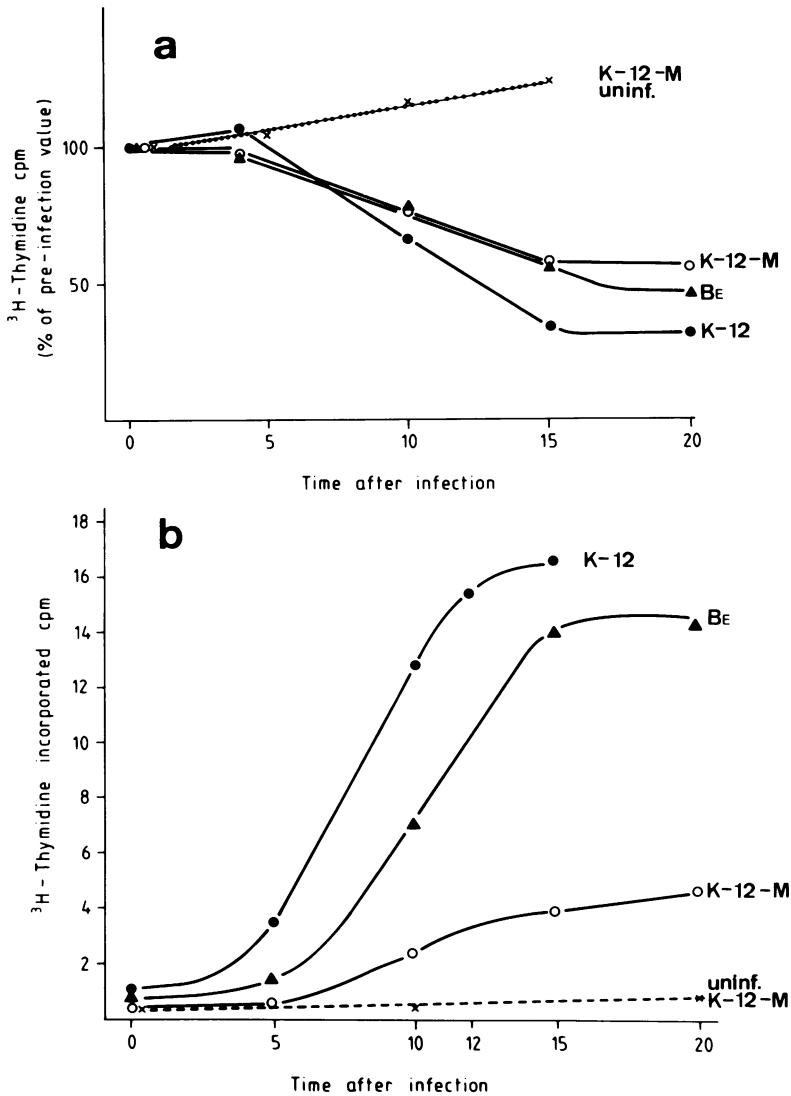 a
K-12-M
uninf.
³H-Thymidine cpm
(% of pre-infection value)
100
50
K-12-M
BE
K-12
0
5
10
15
20
Time after infection
b
³H-Thymidine incorporated cpm
18
16
14
12
10
8
6
4
2
K-12
BE
K-12-M
uninf.
K-12-M
0
5
10
12
15
20
Time after infection